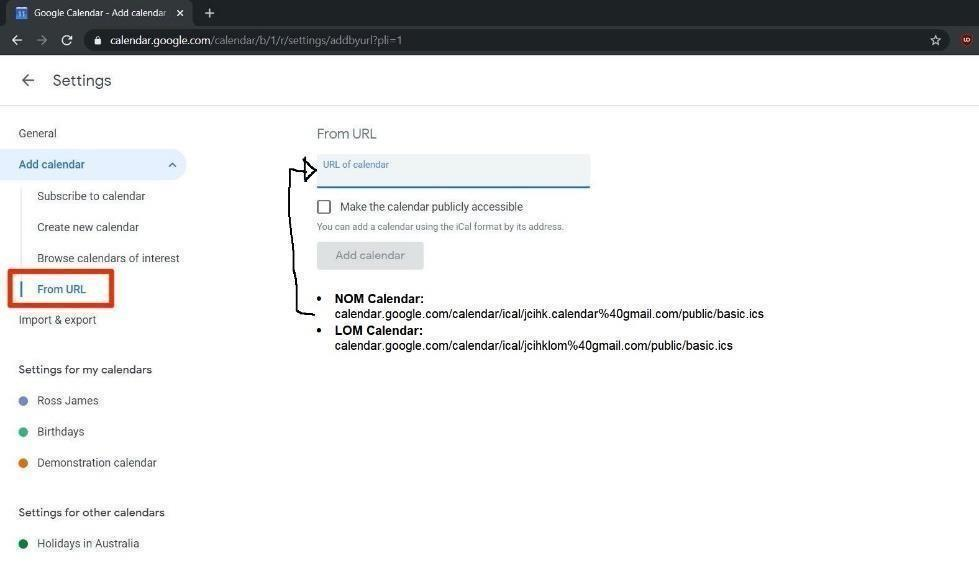 Google Calendar - Add calendar
calendar.google.com/calendar/b/1/r/settings/addbyurl?pli=1
Settings
General
Add calendar
Subscribe to calendar
Create new calendar
Browse calendars of interest
From URL
Import & export
Settings for my calendars
Ross James
Birthdays
Demonstration calendar
Settings for other calendars
Holidays in Australia
From URL
URL of calendar
Make the calendar publicly accessible
You can add a calendar using the iCal format by its address.
Add calendar
• NOM Calendar:
calendar.google.com/calendar/ical/jcihk.calendar%40gmail.com/public/basic.ics
• LOM Calendar:
calendar.google.com/calendar/ical/jcihklom%40gmail.com/public/basic.ics